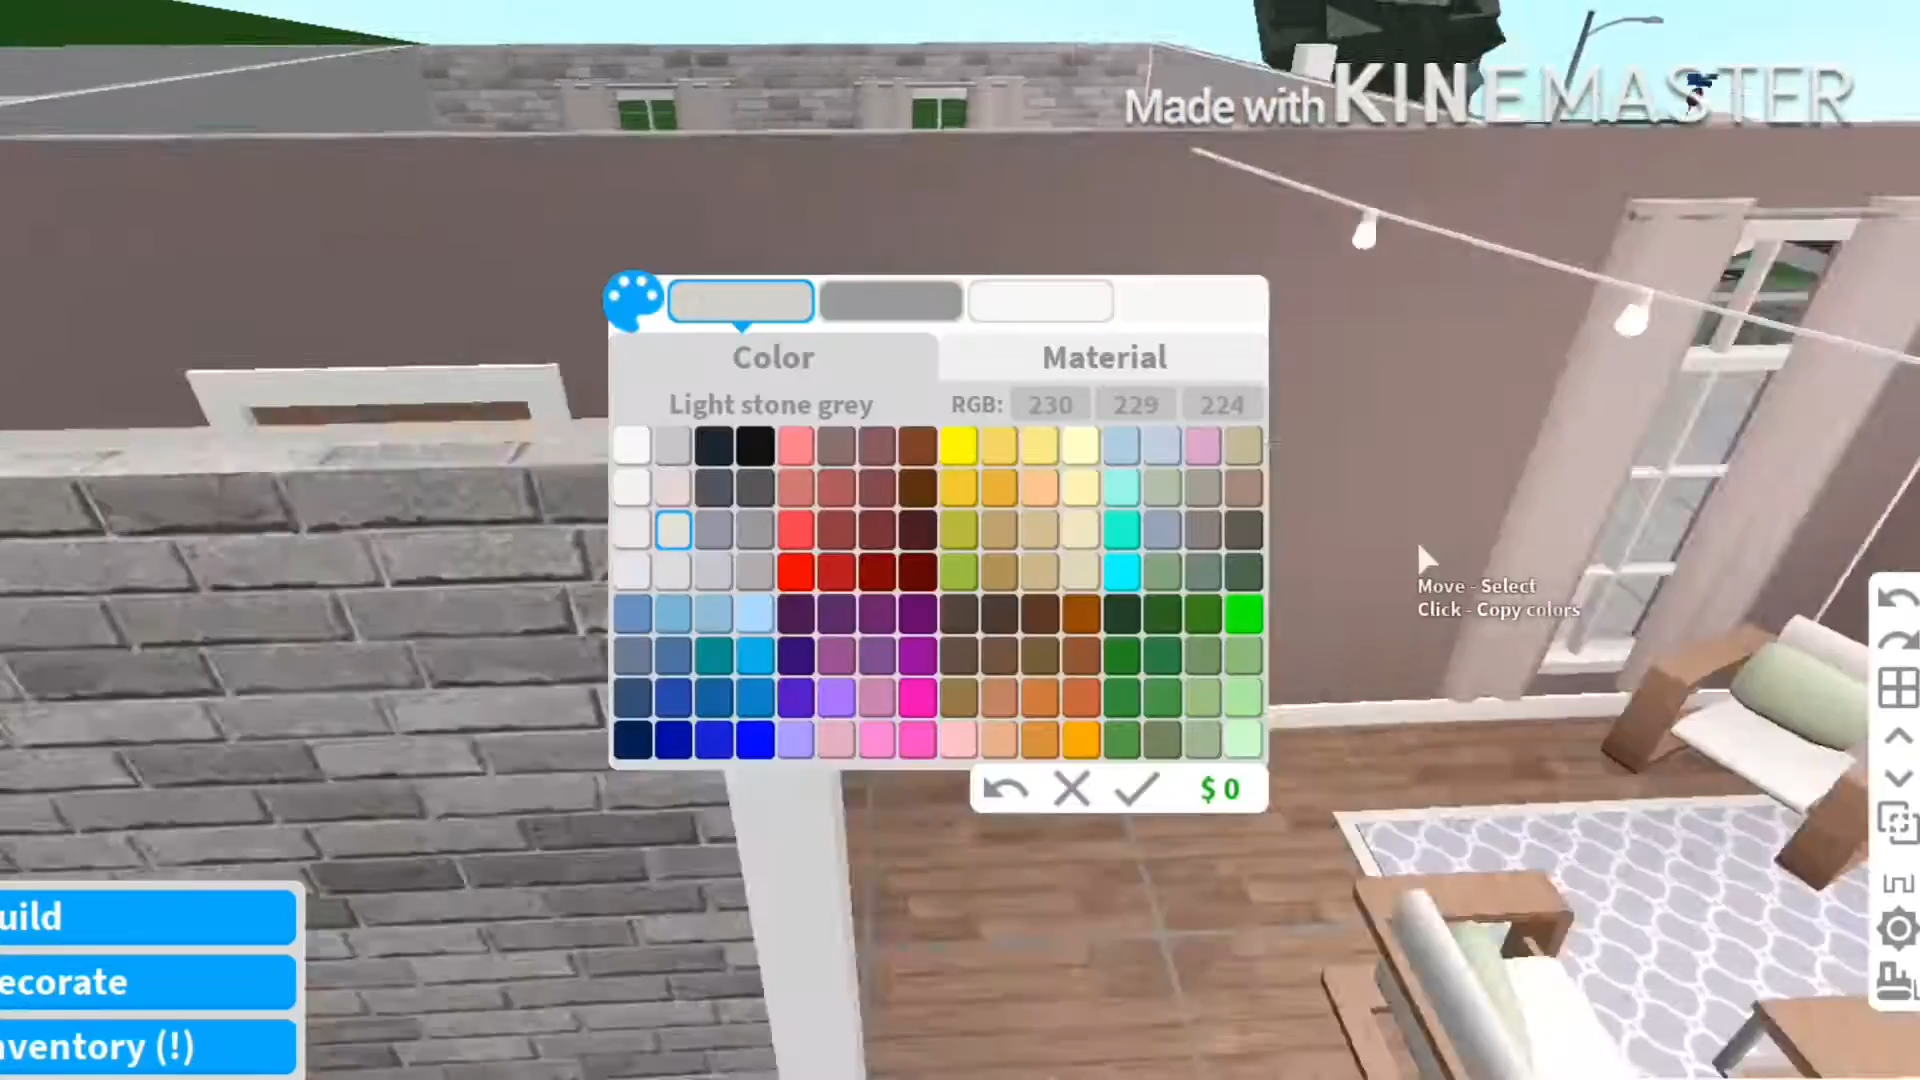 Made with KINEMASTER
Color
Material
Light stone grey
RGB: 230 229 224
Move - Select
Click - Copy colors
$ 0
uild
ecorate
nventory (!)